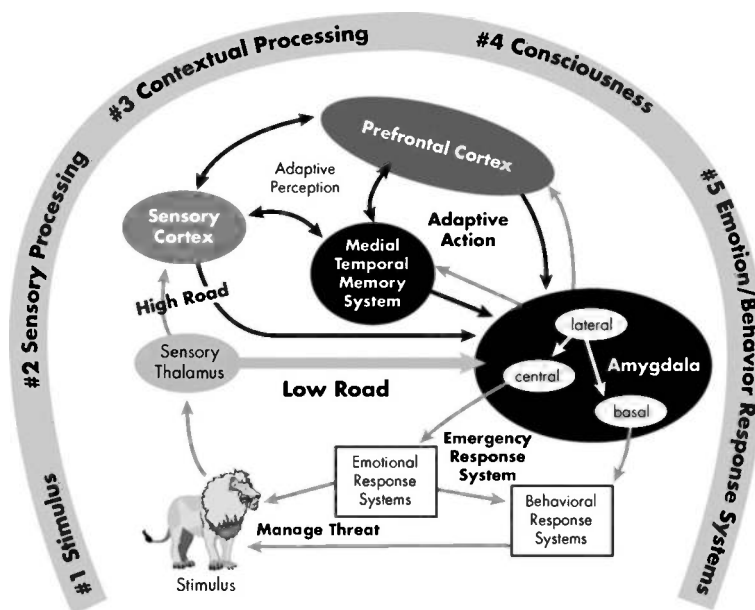 #1 Stimulus
#2 Sensory Processing
#3 Contextual Processing
#4 Consciousness
#5 Emotion/Behavior Response Systems
Prefrontal Cortex
Adaptive
Perception
Sensory
Cortex
Adaptive
Action
Medial
Temporal
Memory
System
High Road
Sensory
Thalamus
Low Road
lateral
central
Amygdala
basal
Emergency
Response
System
Emotional
Response
Systems
Behavioral
Response
Systems
Manage Threat
Stimulus